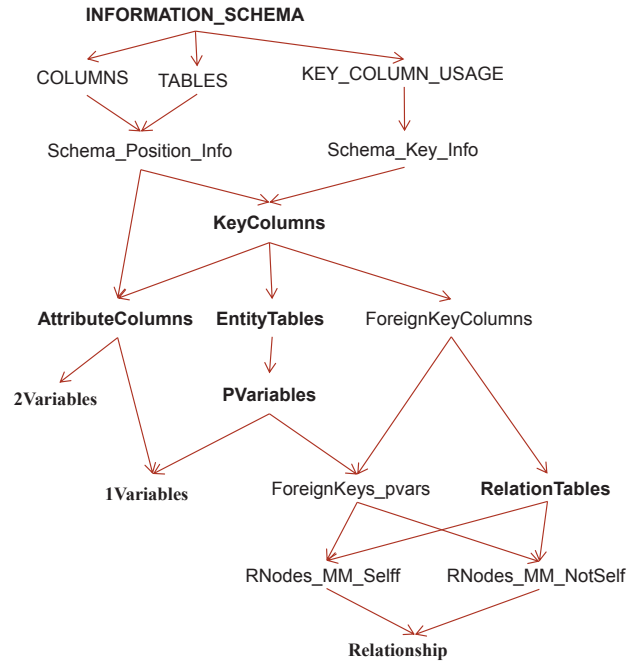 INFORMATION_SCHEMA
COLUMNS
TABLES
KEY_COLUMN_USAGE
Schema_Position_Info
Schema_Key_Info
KeyColumns
AttributeColumns
EntityTables
ForeignKeyColumns
2Variables
PVariables
1Variables
ForeignKeys_pvars
RelationTables
RNodes_MM_Selff
RNodes_MM_NotSelf
Relationship